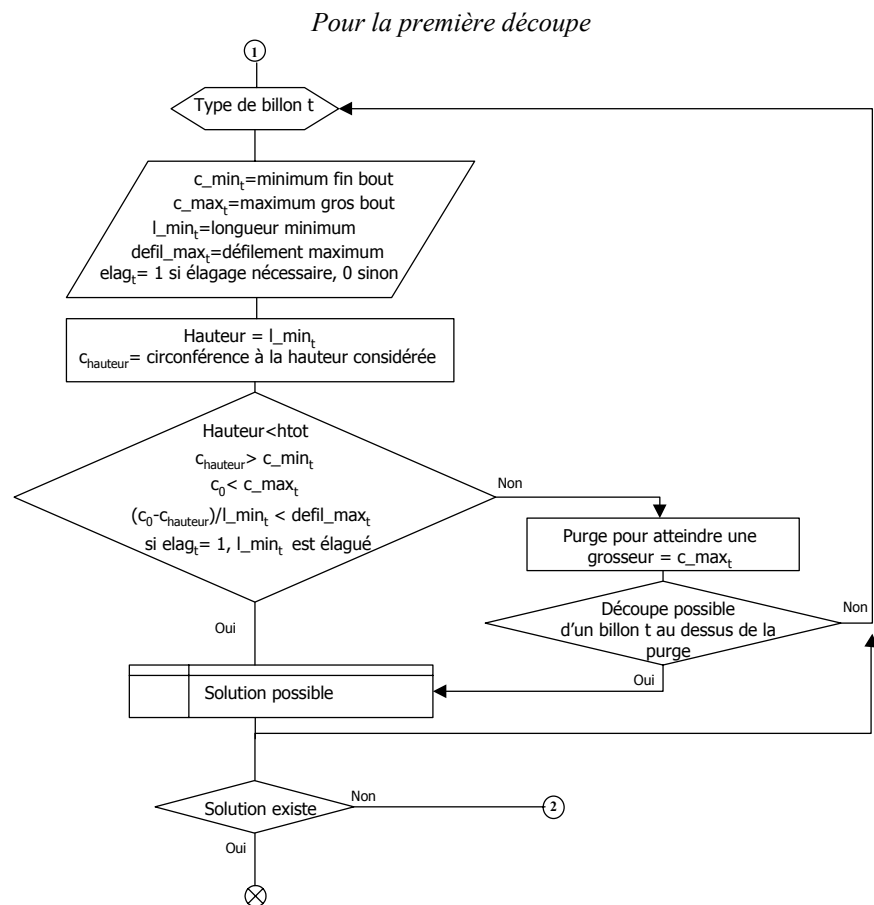 Pour la première découpe
1
Type de billon t
c_min_t=minimum fin bout
c_max_t=maximum gros bout
l_min_t=longueur minimum
defil_max_t=défilement maximum
elag_t= 1 si élagage nécessaire, 0 sinon
Hauteur = l_min_t
c_hauteur= circonférence à la hauteur considérée
Hauteur<htot
c_hauteur> c_min_t
c_0< c_max_t
(c_0-c_hauteur)/l_min_t < defil_max_t
si elag_t= 1, l_min_t est élagué
Non
Purge pour atteindre une
grosseur = c_max_t
Découpe possible
d'un billon t au dessus de la
purge
Non
Oui
Oui
Solution possible
Solution existe
Non
2
Oui